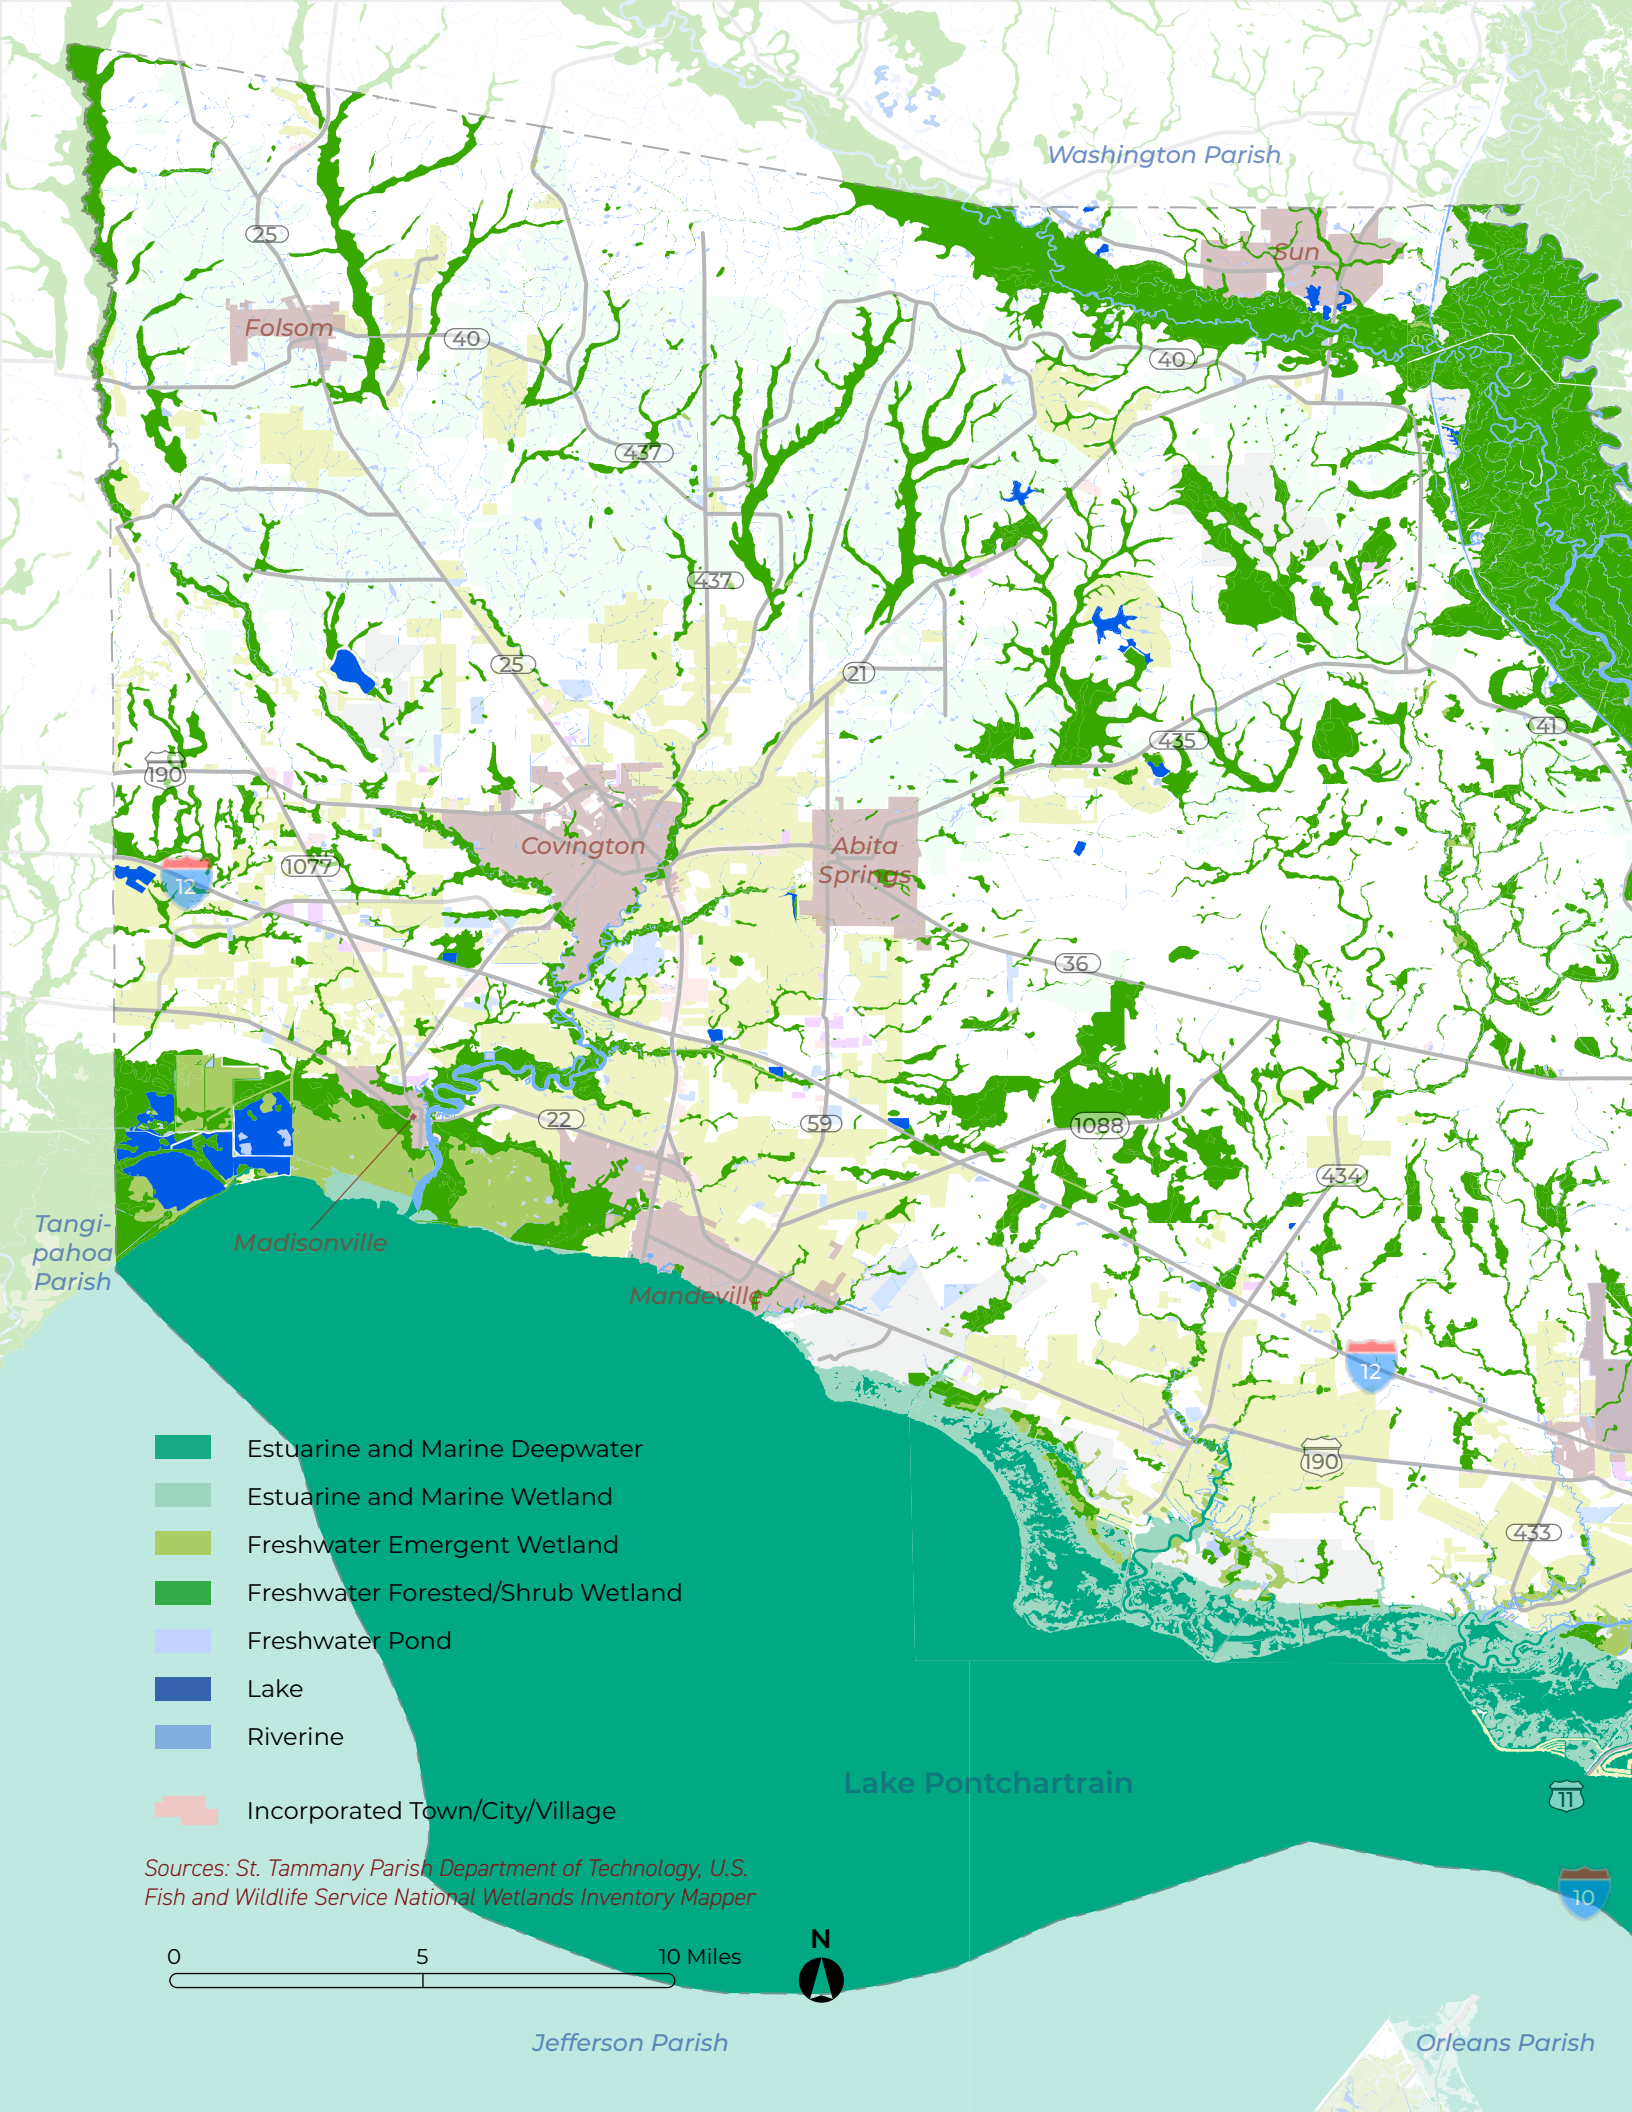 Washington Parish
Sun
25
Folsom
40
40
437
437
25
21
435
41
190
Covington
Abita
Springs
1077
12
36
22
59
1088
434
Tangi-
pahoa
Parish
Madisonville
Mandeville
12
190
433
Estuarine and Marine Deepwater
Estuarine and Marine Wetland
Freshwater Emergent Wetland
Freshwater Forested/Shrub Wetland
Freshwater Pond
Lake
Riverine
Lake Pontchartrain
11
Incorporated Town/City/Village
Sources: St. Tammany Parish Department of Technology, U.S.
Fish and Wildlife Service National Wetlands Inventory Mapper
10
0 5 10 Miles
N
Jefferson Parish
Orleans Parish